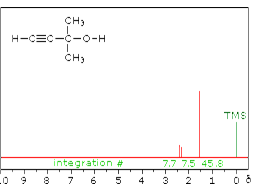 CH3
H-C≡C-C-O-H
CH3
TMS
integration # 7.7 7.5 45.8
.0 9 8 7 6 5 4 3 2 1 0 δ